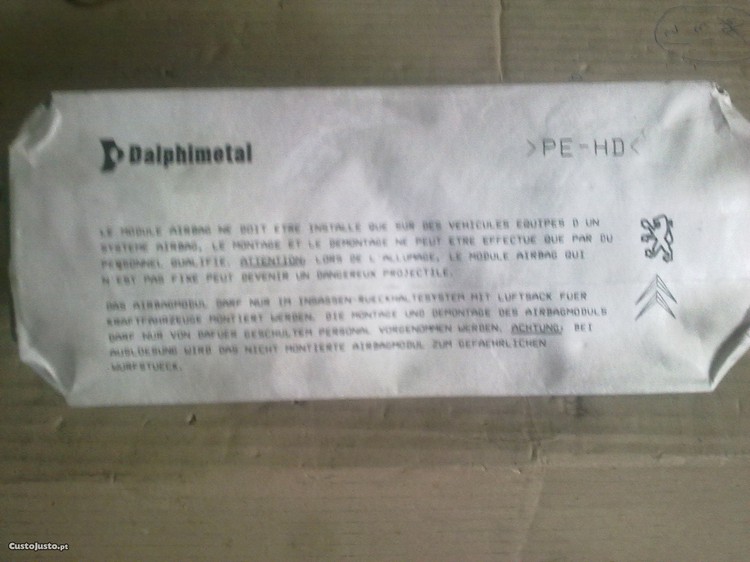 Dalphimetal
>PE-HD<
LE MODULE AIRBAG NE DOIT ETRE INSTALLE QUE SUR DES VEHICULES EQUIPES D UN
SYSTEME AIRBAG, LE MONTAGE ET LE DEMONTAGE NE PEUT ETRE EFFECTUE QUE PAR DU
PERSONNEL QUALIFIE. ATTENTION: LORS DE L'ALLUMAGE, LE MODULE AIRBAG QUI
N'EST PAS FIXE PEUT DEVENIR UN DANGEREUX PROJECTILE.
DAS AIRBAGMODUL DARF NUR IM INSASSEN-RUECKHALTESYSTEM MIT LUFTSACK FUER
KRAFTFAHRZEUGE MONTIERT WERDEN. DIE MONTAGE UND DEMONTAGE DES AIRBAGMODULS
DARF NUR VON DAFUER GESCHULTEM PERSONAL VORGENOMMEN WERDEN. ACHTUNG: BEI
AUSLOESUNG WIRD DAS NICHT MONTIERTE AIRBAGMODUL ZUM GEFAEHRLICHEN
WURFSTUECK.
CustoJusto.pt